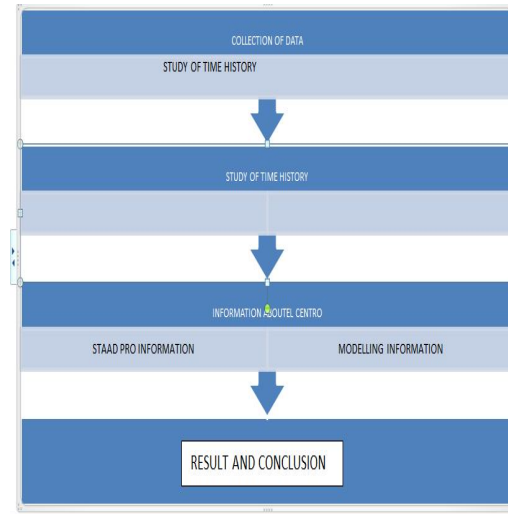 COLLECTION OF DATA
STUDY OF TIME HISTORY
STUDY OF TIME HISTORY
INFORMATION ABOUTEL CENTRO
STAAD PRO INFORMATION
MODELLING INFORMATION
RESULT AND CONCLUSION